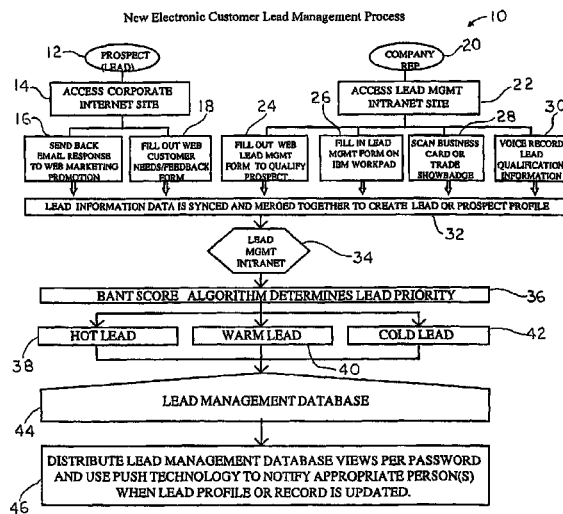 New Electronic Customer Lead Management Process
10
12
PROSPECT
(LEAD)
COMPANY
REP
20
14
ACCESS CORPORATE
INTERNET SITE
ACCESS LEAD MGMT
INTRANET SITE
22
16
18
24
26
28
30
SEND BACK
EMAIL RESPONSE
TO WEB MARKETING
PROMOTION
FILL OUT WEB
CUSTOMER
NEEDS/FEEDBACK
FORM
FILL OUT WEB
LEAD MGMT
FORM TO QUALIFY
PROSPECT
FILL IN LEAD
MGMT FORM ON
IBM WORKPAD
SCAN BUSINESS
CARD OR
TRADE
SHOWBADGE
VOICE RECORD
LEAD
QUALIFICATION
INFORMATION
LEAD INFORMATION DATA IS SYNCED AND MERGED TOGETHER TO CREATE LEAD OR PROSPECT PROFILE
32
LEAD
MGMT
INTRANET
34
BANT SCORE ALGORITHM DETERMINES LEAD PRIORITY
36
HOT LEAD
WARM LEAD
COLD LEAD
38
40
42
LEAD MANAGEMENT DATABASE
44
DISTRIBUTE LEAD MANAGEMENT DATABASE VIEWS PER PASSWORD
AND USE PUSH TECHNOLOGY TO NOTIFY APPROPRIATE PERSON(S)
WHEN LEAD PROFILE OR RECORD IS UPDATED.
46